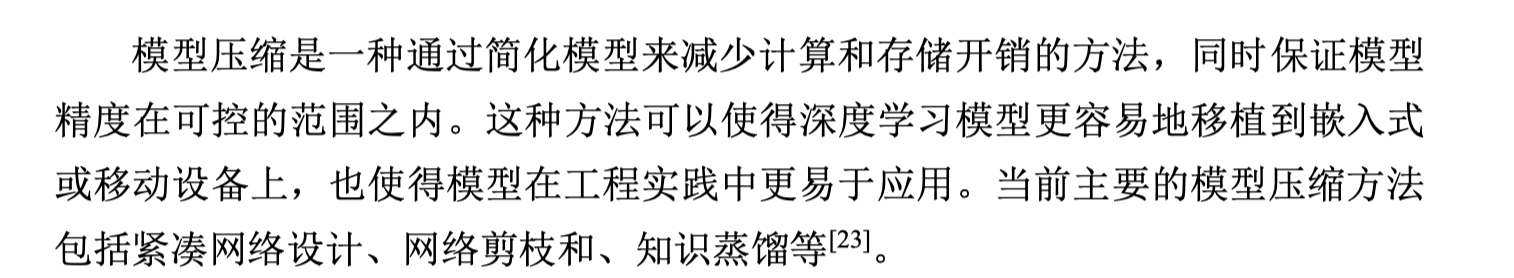 模型压缩是一种通过简化模型来减少计算和存储开销的方法，同时保证模型
精度在可控的范围之内。这种方法可以使得深度学习模型更容易地移植到嵌入式
或移动设备上，也使得模型在工程实践中更易于应用。当前主要的模型压缩方法
包括紧凑网络设计、网络剪枝和、知识蒸馏等[23]。